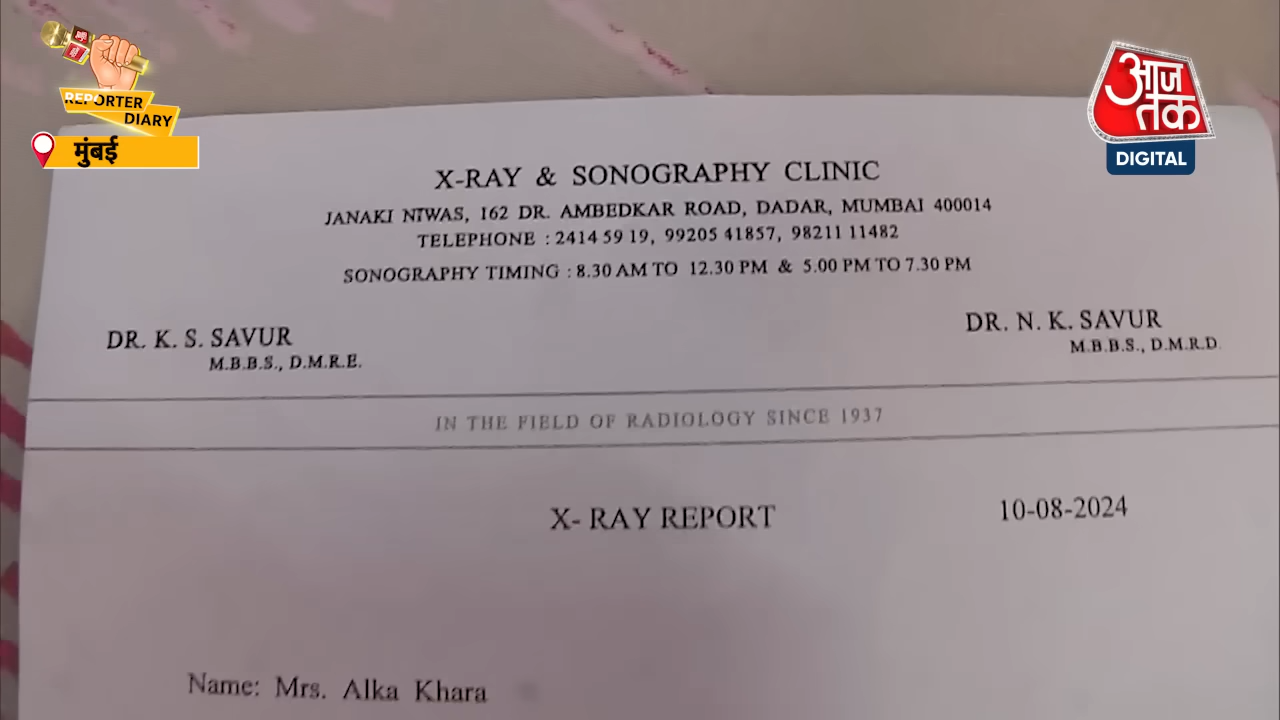 REPORTER
DIARY
मुंबई
आज
तक
DIGITAL
X-RAY & SONOGRAPHY CLINIC
JANAKI NIWAS, 162 DR. AMBEDKAR ROAD, DADAR, MUMBAI 400014
TELEPHONE : 2414 59 19, 99205 41857, 98211 11482
SONOGRAPHY TIMING : 8.30 AM TO 12.30 PM & 5.00 PM TO 7.30 PM
DR. K. S. SAVUR
M.B.B.S., D.M.R.E.
DR. N. K. SAVUR
M.B.B.S., D.M.R.D.
IN THE FIELD OF RADIOLOGY SINCE 1937
X- RAY REPORT
10-08-2024
Name: Mrs. Alka Khara